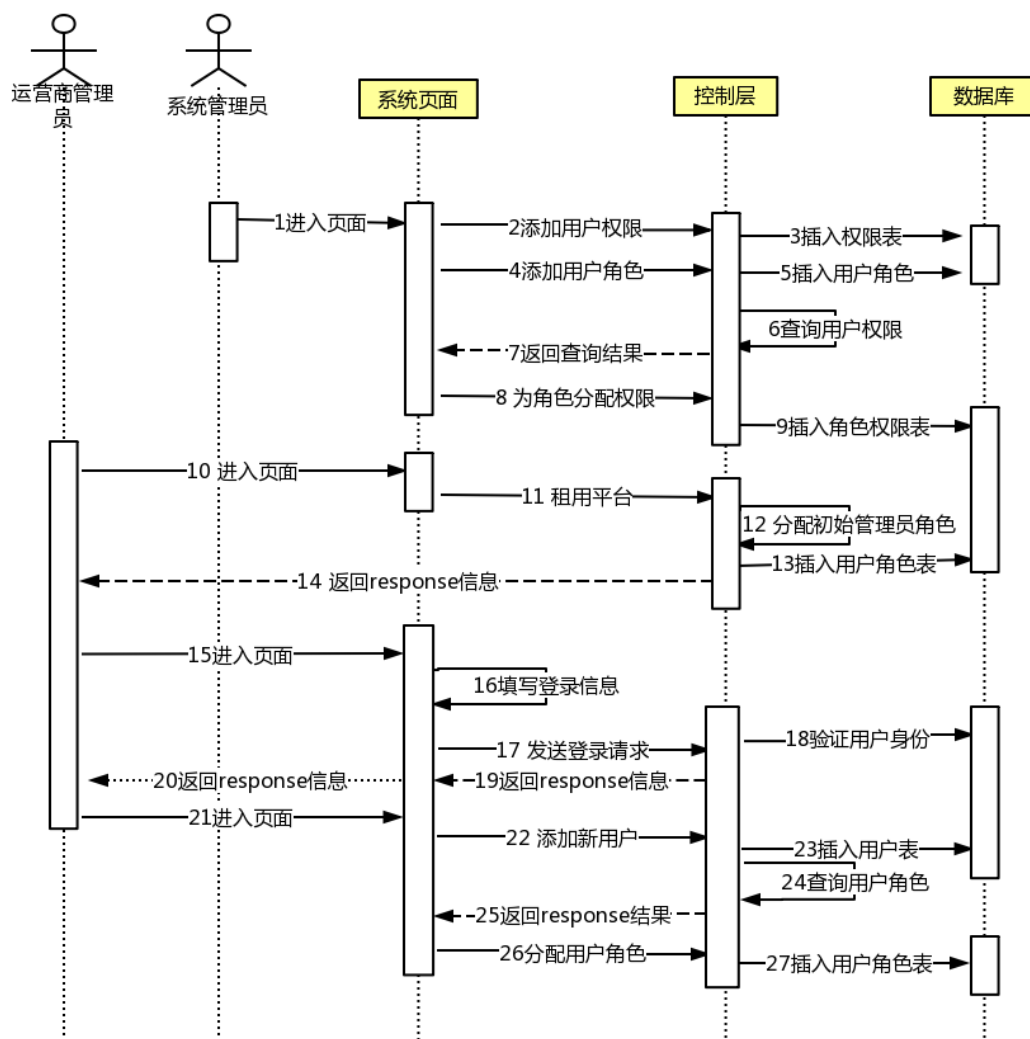 运营商管理
员
系统管理员
系统页面
控制层
数据库
1进入页面
2添加用户权限
3插入权限表
4添加用户角色
5插入用户角色
6查询用户权限
7返回查询结果
8 为角色分配权限
9插入角色权限表
10 进入页面
11 租用平台
12 分配初始管理员角色
13插入用户角色表
14 返回response信息
15进入页面
16填写登录信息
17 发送登录请求
18验证用户身份
19返回response信息
20返回response信息
21进入页面
22 添加新用户
23插入用户表
24查询用户角色
25返回response结果
26分配用户角色
27插入用户角色表